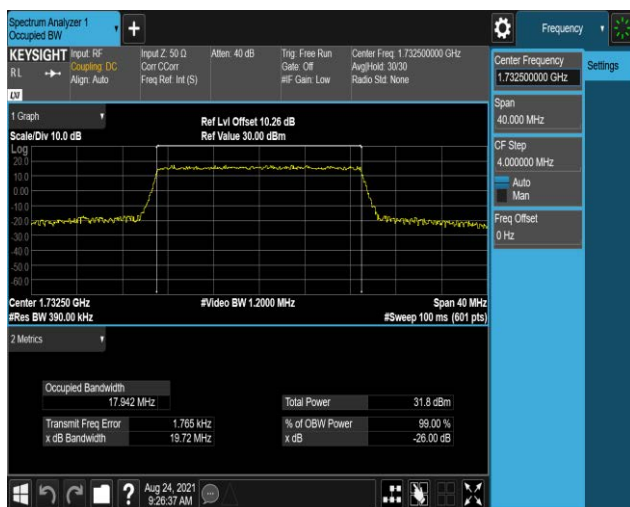 Spectrum Analyzer 1
Occupied BW
Frequency
KEYSIGHT
RL
Input: RF
Coupling: DC
Align: Auto
Input Z: 50 Ω
Corr CCorr
Freq Ref: Int (S)
Atten: 40 dB
Trig: Free Run
Gate: Off
#IF Gain: Low
Center Freq: 1.732500000 GHz
Avg|Hold: 30/30
Radio Std: None
LXI
1 Graph
Scale/Div 10.0 dB
Ref Lvl Offset 10.26 dB
Ref Value 30.00 dBm
Log
20.0
10.0
0.00
-10.0
-20.0
-30.0
-40.0
-50.0
-60.0
Center 1.73250 GHz
#Video BW 1.2000 MHz
Span 40 MHz
#Res BW 390.00 kHz
#Sweep 100 ms (601 pts)
2 Metrics
Occupied Bandwidth
17.942 MHz
Total Power 31.8 dBm
Transmit Freq Error 1.765 kHz
% of OBW Power 99.00 %
x dB Bandwidth 19.72 MHz
x dB -26.00 dB
Center Frequency
1.732500000 GHz
Settings
Span
40.000 MHz
CF Step
4.000000 MHz
Auto
Man
Freq Offset
0 Hz
?
Aug 24, 2021
9:26:37 AM